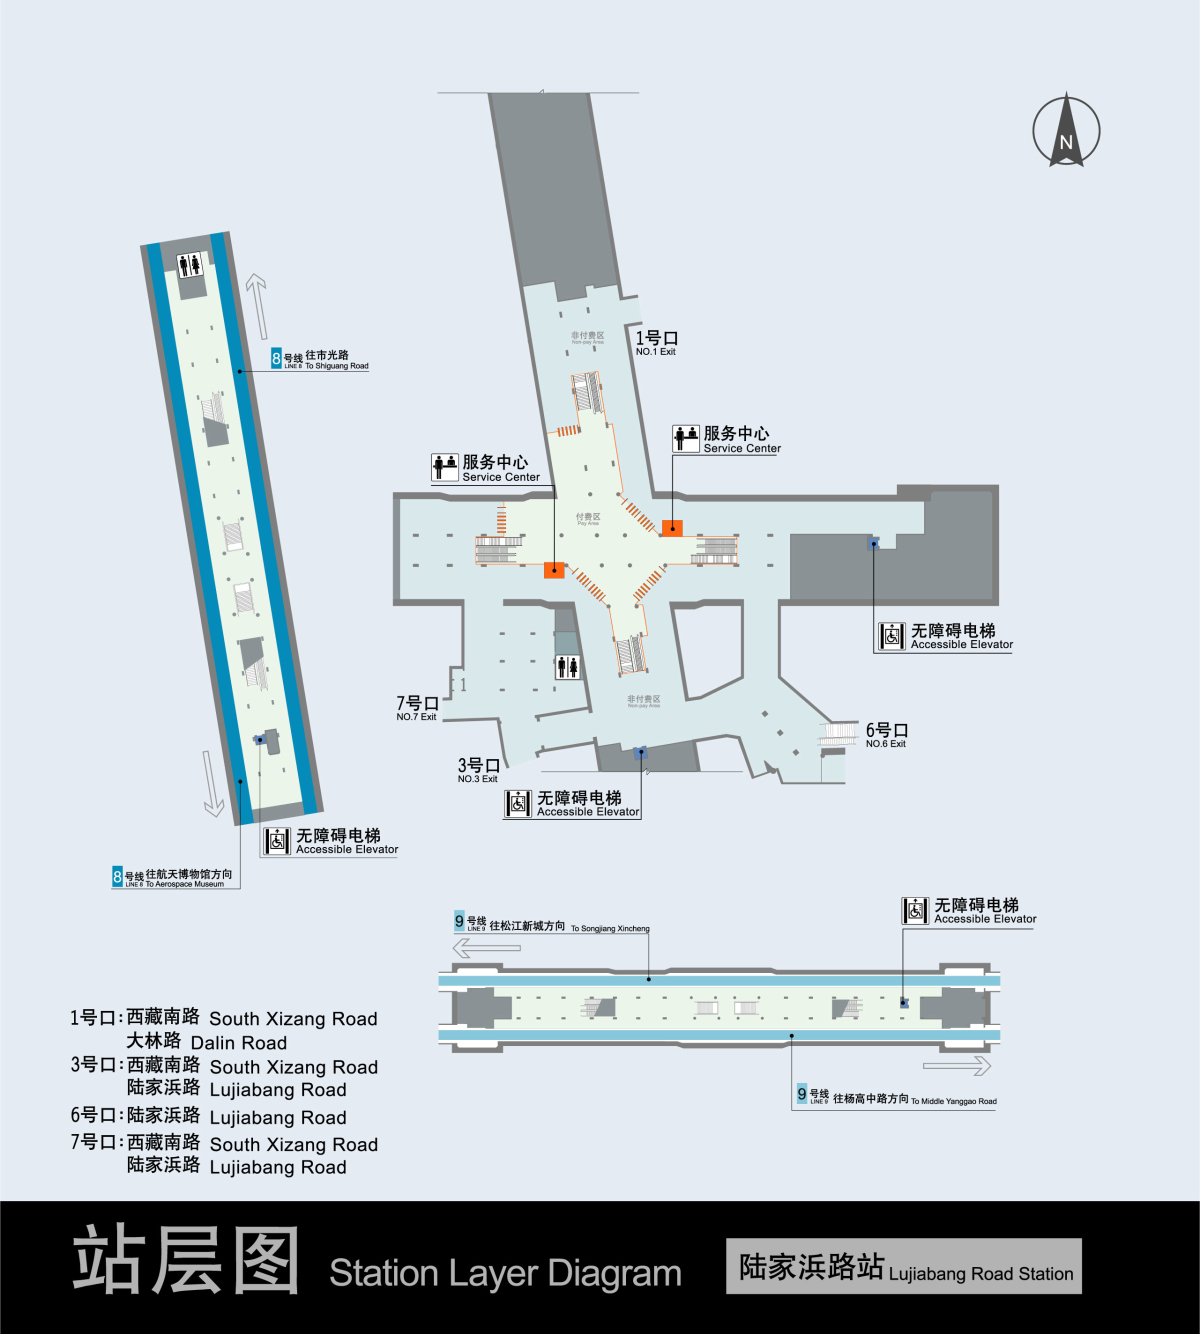 N
非付费区
Non-pay Area
1号口
NO.1 Exit
8号线 往市光路
LINE 8 To Shiguang Road
服务中心
Service Center
服务中心
Service Center
付费区
Pay Area
无障碍电梯
Accessible Elevator
非付费区
Non-pay Area
7号口
NO.7 Exit
6号口
NO.6 Exit
3号口
NO.3 Exit
无障碍电梯
Accessible Elevator
无障碍电梯
Accessible Elevator
8号线 往航天博物馆方向
LINE 8 To Aerospace Museum
9号线 往松江新城方向 To Songjiang Xincheng
LINE 9
无障碍电梯
Accessible Elevator
9号线 往杨高中路方向 To Middle Yanggao Road
LINE 9
1号口:西藏南路 South Xizang Road
大林路 Dalin Road
3号口:西藏南路 South Xizang Road
陆家浜路 Lujiabang Road
6号口:陆家浜路 Lujiabang Road
7号口:西藏南路 South Xizang Road
陆家浜路 Lujiabang Road
站层图 Station Layer Diagram
陆家浜路站 Lujiabang Road Station